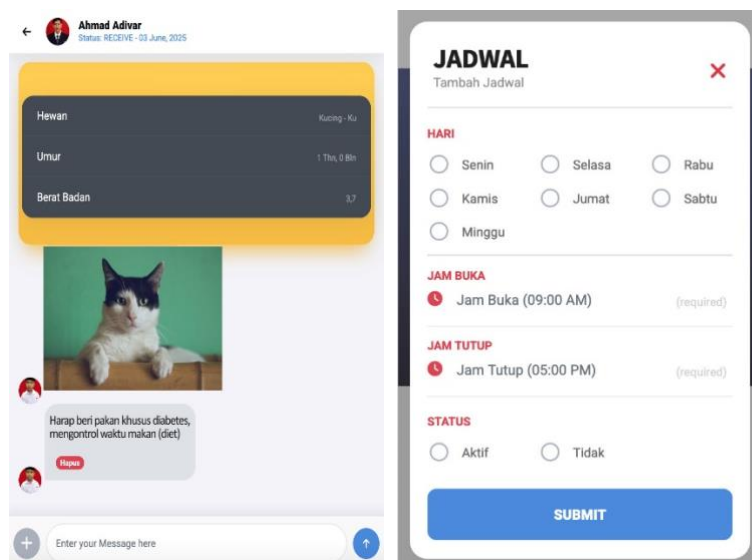 Ahmad Adivar
Status: RECEIVE - 03 June, 2025
Hewan Kucing - Ku
Umur 1 Thn, 0 Bln
Berat Badan 3,7
Harap beri pakan khusus diabetes,
mengontrol waktu makan (diet)
Hapus
Enter your Message here
JADWAL
Tambah Jadwal
HARI
Senin Selasa Rabu
Kamis Jumat Sabtu
Minggu
JAM BUKA
Jam Buka (09:00 AM) (required)
JAM TUTUP
Jam Tutup (05:00 PM) (required)
STATUS
Aktif Tidak
SUBMIT